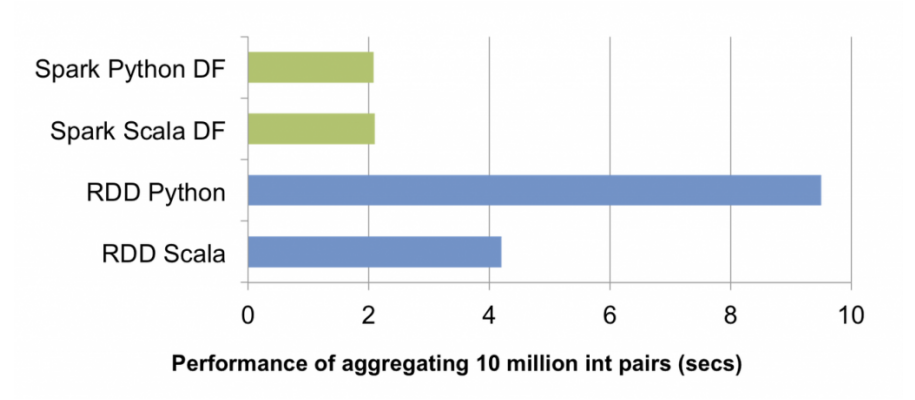 Spark Python DF
Spark Scala DF
RDD Python
RDD Scala
0 2 4 6 8 10
Performance of aggregating 10 million int pairs (secs)